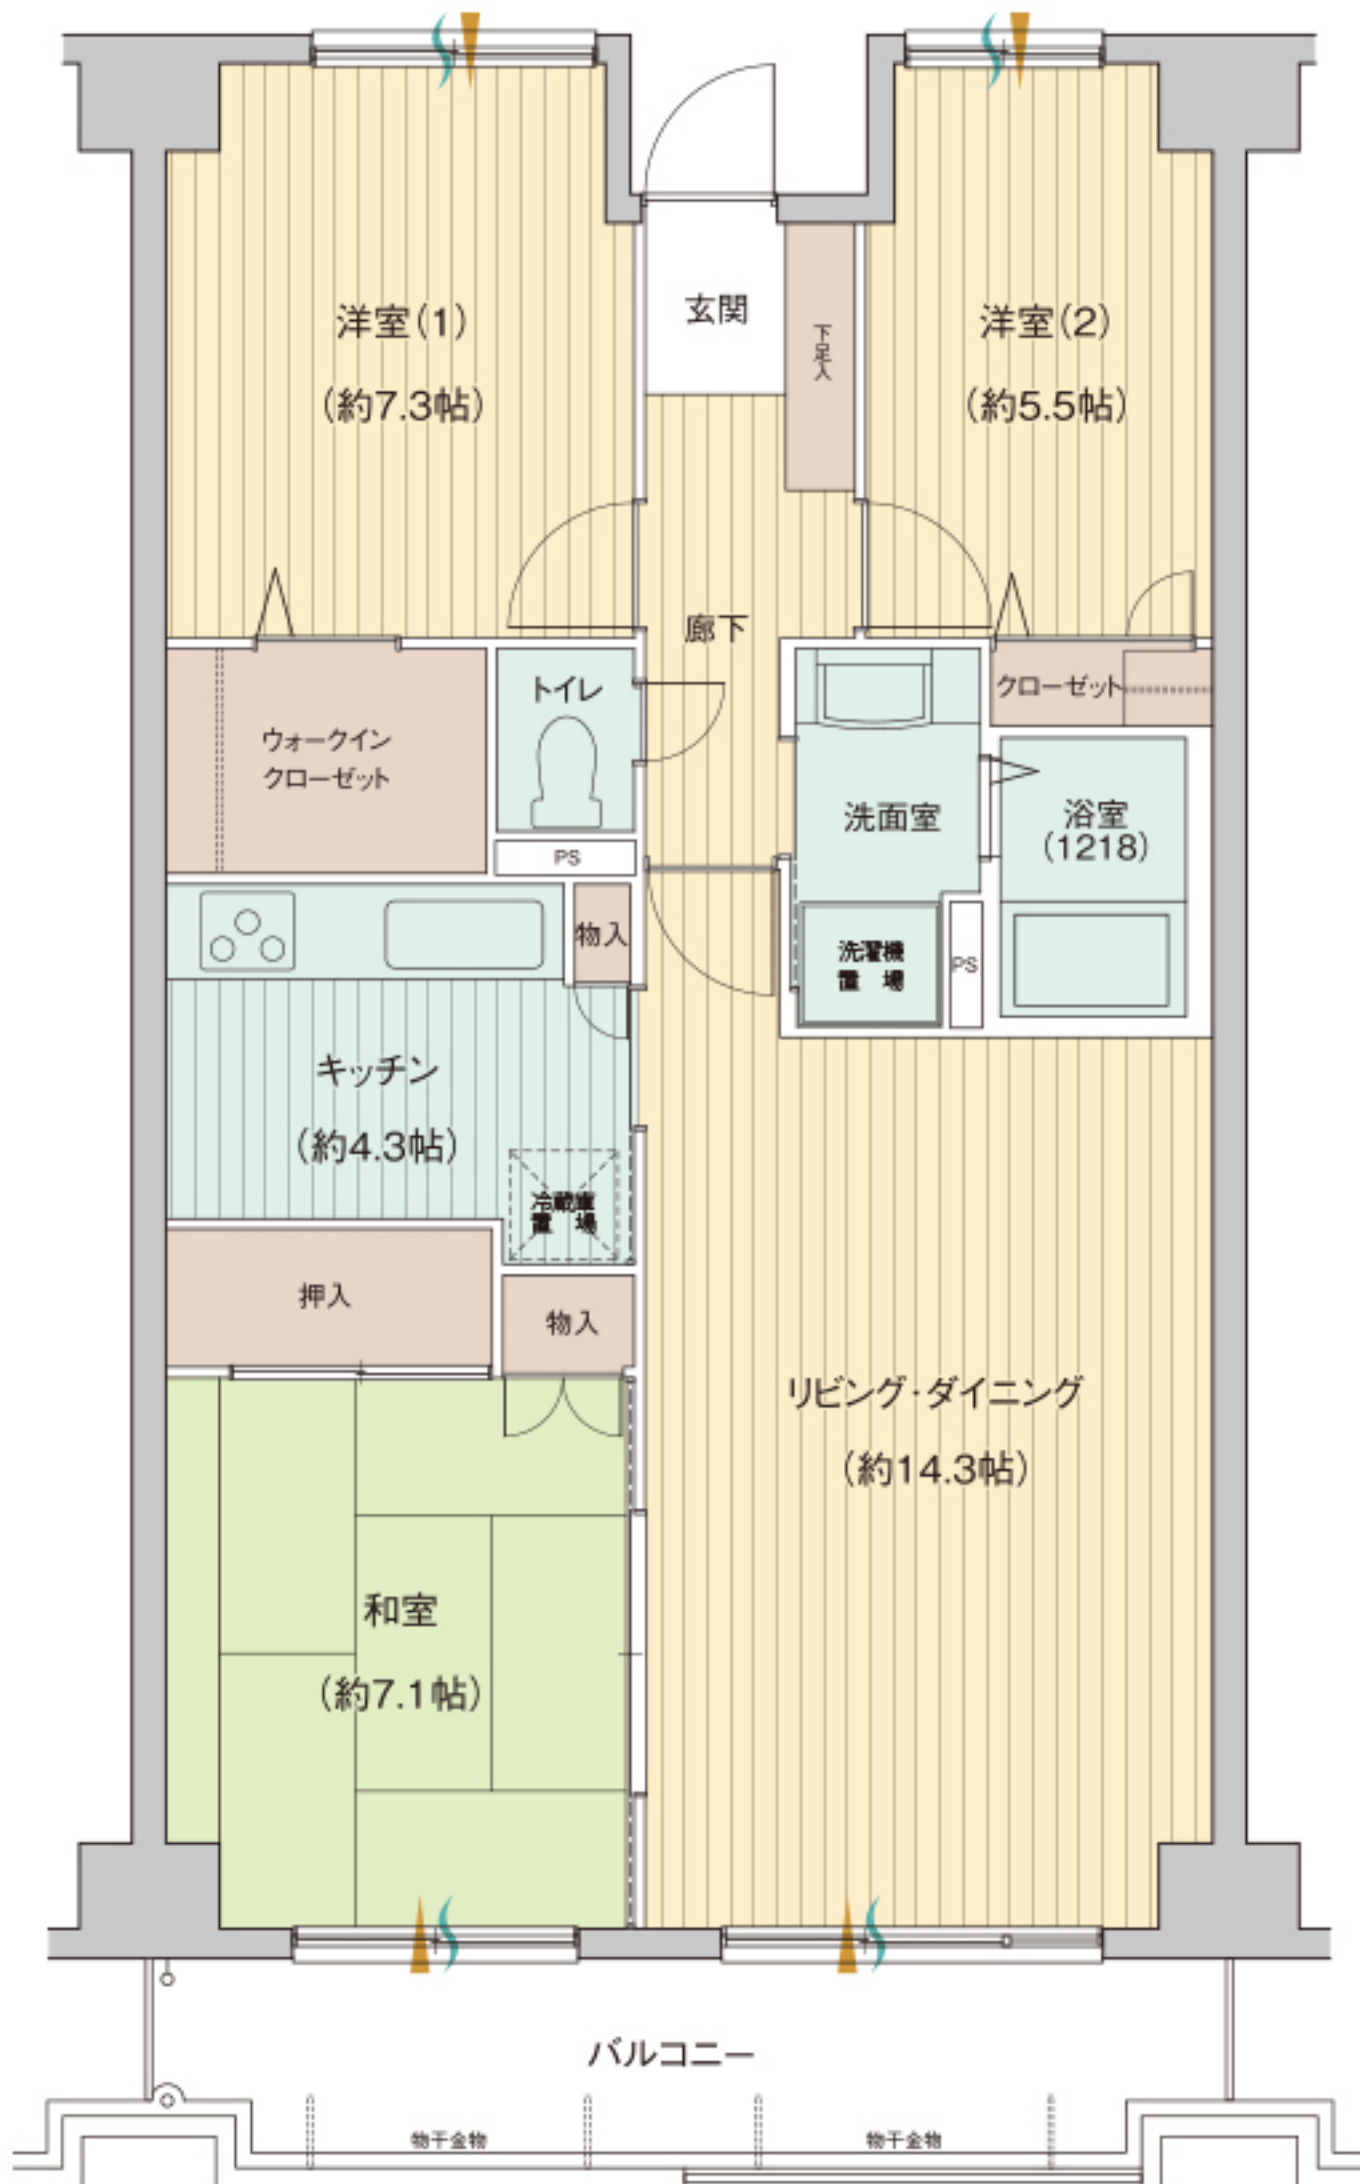 洋室(1)
(約7.3帖)
玄関
下足入
洋室(2)
(約5.5帖)
廊下
トイレ
クローゼット
ウォークイン
クローゼット
洗面室
浴室
(1218)
PS
物入
洗濯機
置 場
PS
キッチン
(約4.3帖)
冷蔵庫
置 場
押入
物入
リビング・ダイニング
(約14.3帖)
和室
(約7.1帖)
バルコニー
物干金物
物干金物